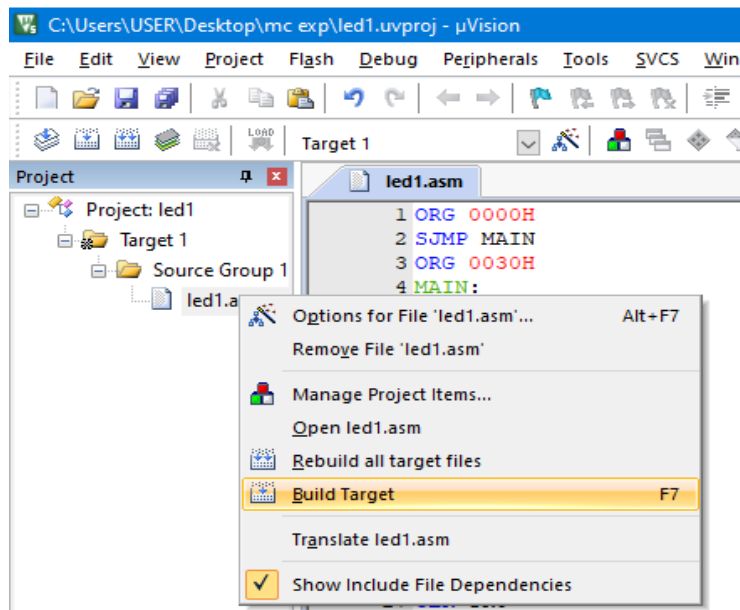 C:\Users\USER\Desktop\mc exp\led1.uvproj - µVision
File Edit View Project Flash Debug Peripherals Tools SVCS Win
LOAD Target 1
Project
led1.asm
Project: led1
Target 1
Source Group 1
led1.a
1 ORG 0000H
2 SJMP MAIN
3 ORG 0030H
4 MAIN:
Options for File 'led1.asm'... Alt+F7
Remove File 'led1.asm'
Manage Project Items...
Open led1.asm
Rebuild all target files
Build Target F7
Translate led1.asm
Show Include File Dependencies